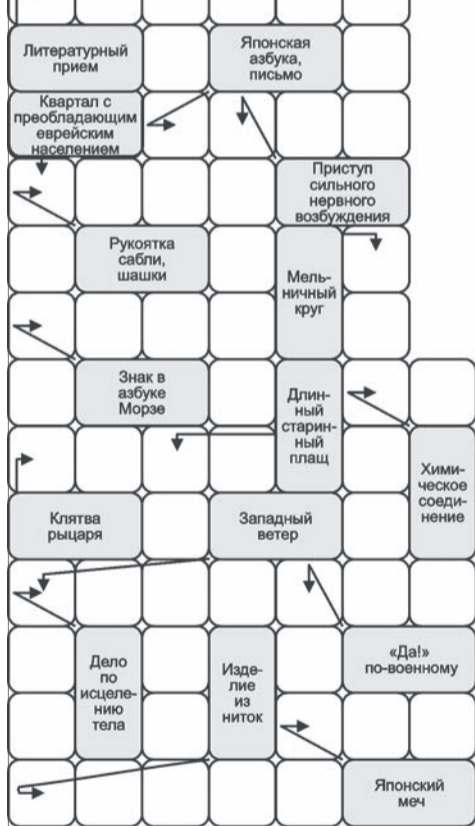 Литературный
прием
Японская
азбука,
письмо
Квартал с
преобладающим
еврейским
населением
Приступ
сильного
нервного
возбуждения
Рукоятка
сабли,
шашки
Мель-
ничный
круг
Знак в
азбуке
Морзе
Длин-
ный
старин-
ный
плащ
Хими-
ческое
соеди-
нение
Клятва
рыцаря
Западный
ветер
Дело
по
исцеле-
нию
тела
Изде-
лие
из
ниток
«Да!»
по-военному
Японский
меч